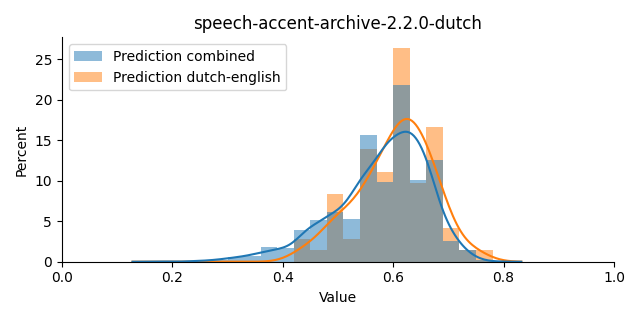 speech-accent-archive-2.2.0-dutch
Prediction combined
Prediction dutch-english
Percent
25
20
15
10
5
0
0.0 0.2 0.4 0.6 0.8 1.0
Value